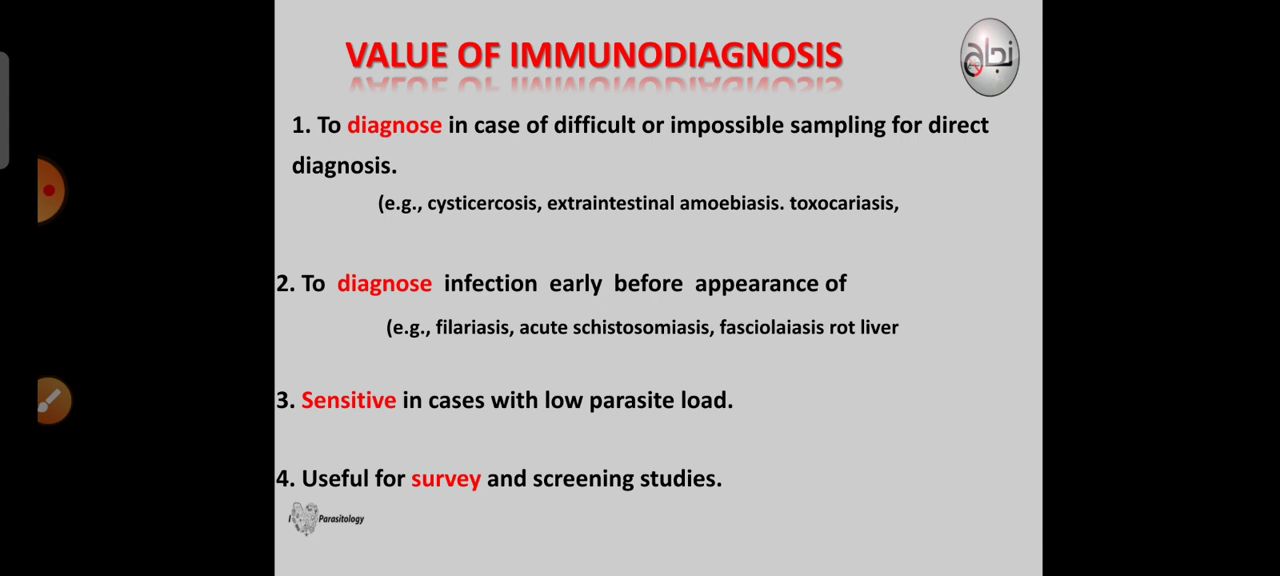 VALUE OF IMMUNODIAGNOSIS
نجاح
1. To diagnose in case of difficult or impossible sampling for direct
diagnosis.
(e.g., cysticercosis, extraintestinal amoebiasis. toxocariasis,
2. To diagnose infection early before appearance of
(e.g., filariasis, acute schistosomiasis, fasciolaiasis rot liver
3. Sensitive in cases with low parasite load.
4. Useful for survey and screening studies.
I Parasitology